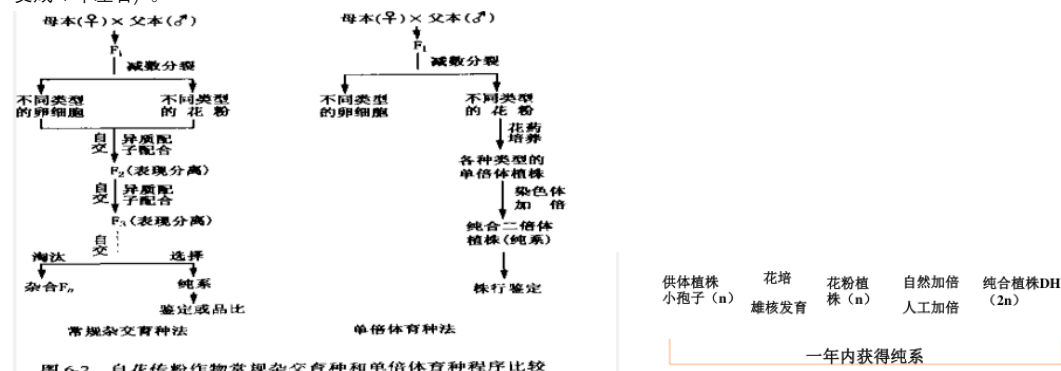 母本(♀)×父本(♂)
F₁
减数分裂
不同类型
的卵细胞
不同类型
的 花 粉
自
交
异质配
子配合
F₂(表现分离)
自
交
异质配
子配合
F₃(表现分离)
自
交
淘汰
选择
杂合Fₙ
纯系
鉴定或品比
常规杂交育种法
母本(♀)×父本(♂)
F₁
减数分裂
不同类型
的卵细胞
不同类型
的 花 粉
花药
培养
各种类型的
单倍体植株
染色体
加 倍
纯合二倍体
植株(纯系)
株行鉴定
单倍体育种法
图 6-2 自花传粉作物常规杂交育种和单倍体育种程序比较
供体植株
小孢子（n）
花培
雄核发育
花粉植
株（n）
自然加倍
人工加倍
纯合植株DH
（2n）
一年内获得纯系